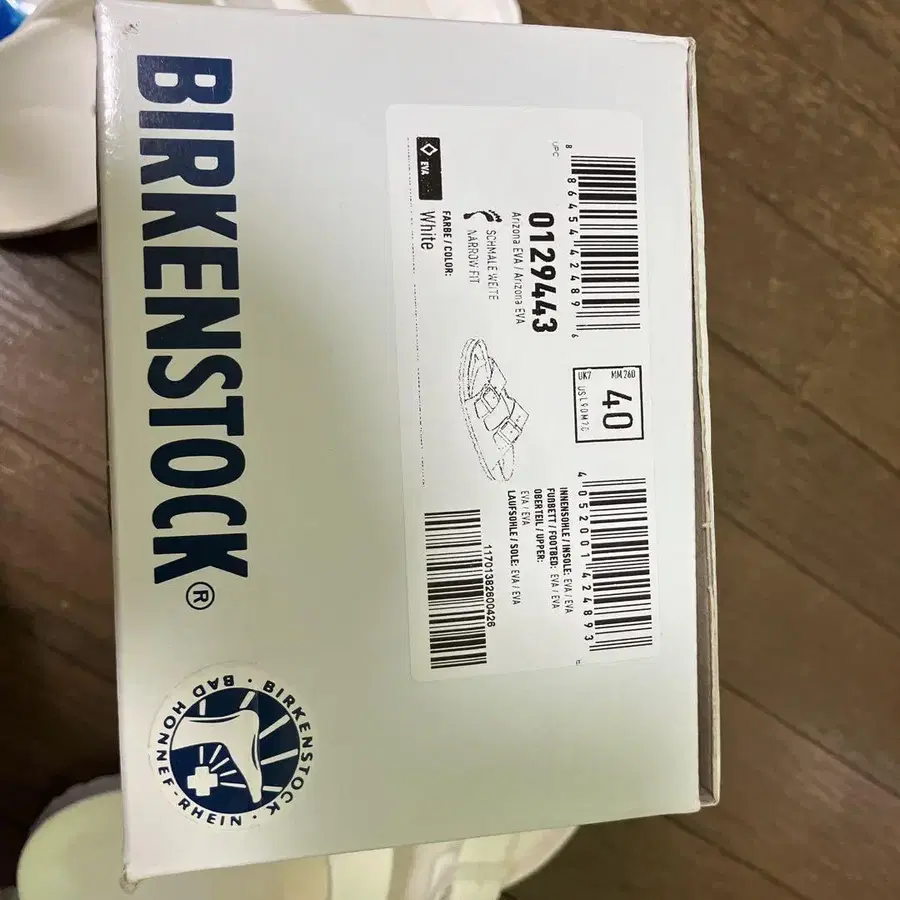 BIRKENSTOCK®
BIRKENSTOCK · BAD HONNEF-RHEIN ·
UPC
8 86454 42489 6
0129443
Arizona EVA / Arizona EVA
SCHMALE WEITE
NARROW FIT
EVA
FARBE / COLOR:
White
UK7 MM 260
40
US L9 M7
4 052001 424893
INNENSOHLE / INSOLE: EVA / EVA
FUßBETT / FOOTBED: EVA / EVA
OBERTEIL / UPPER:
EVA / EVA
LAUFSOHLE / SOLE: EVA / EVA
11701382600426